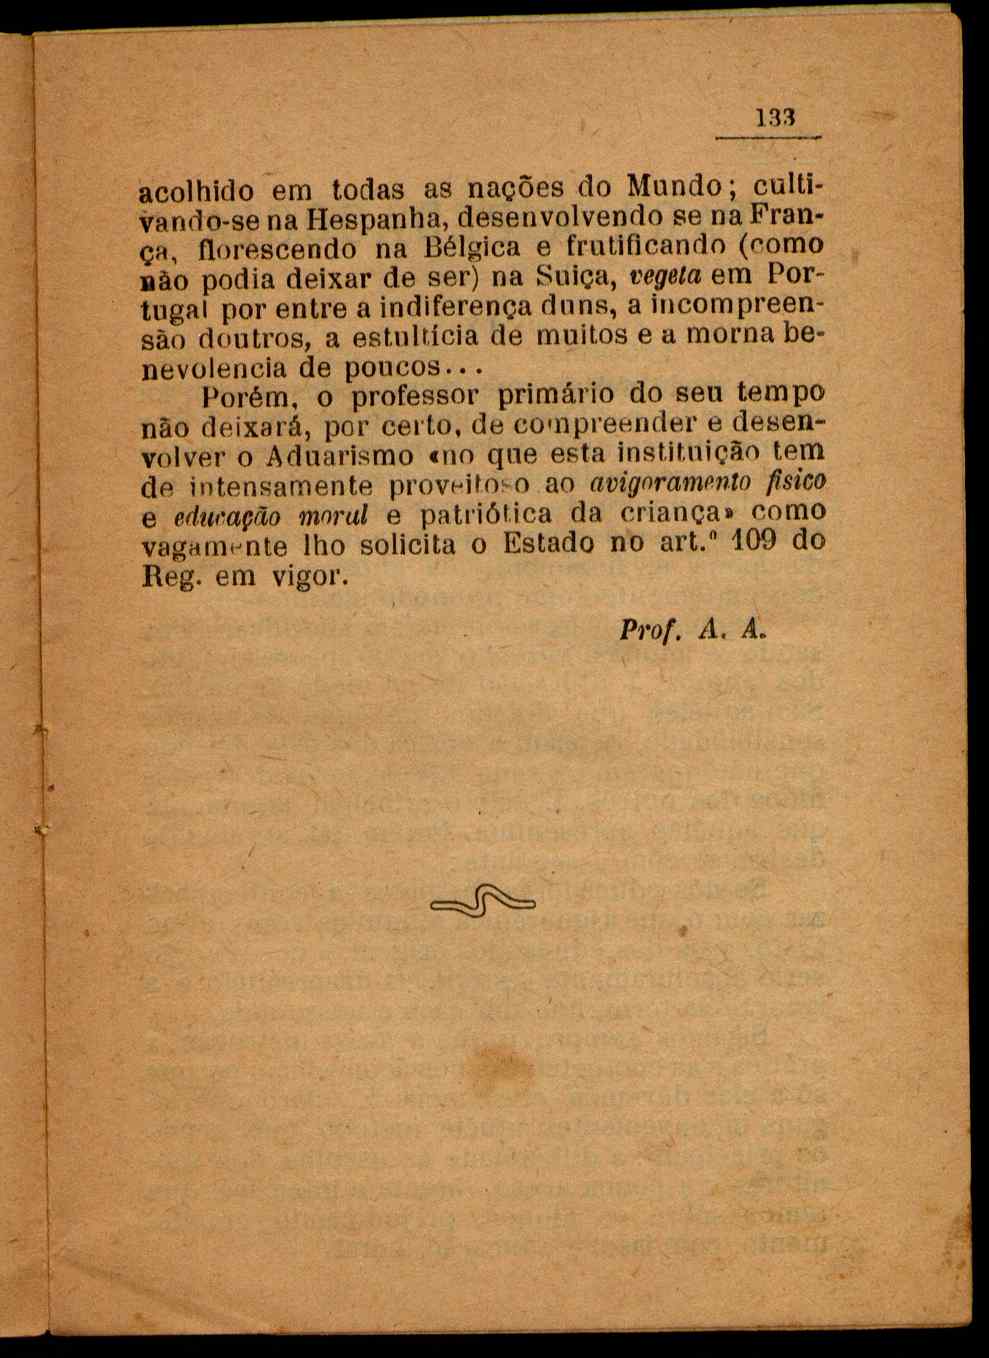 133
acolhido em todas as nações do Mundo; culti-
vando-se na Hespanha, desenvolvendo se na Fran-
ça, florescendo na Bélgica e frutificando (como
não podia deixar de ser) na Suiça, vegeta em Por-
tugal por entre a indiferença duns, a incompreen-
são doutros, a estultícia de muitos e a morna be-
nevolencia de poucos...
Porém, o professor primário do seu tempo
não deixará, por certo, de compreender e desen-
volver o Aduarismo «no que esta instituição tem
de intensamente proveitoso ao avigoramento fisico
e educação moral e patriótica da criança» como
vagamente lho solicita o Estado no art.º 109 do
Reg. em vigor.
Prof. A. A.